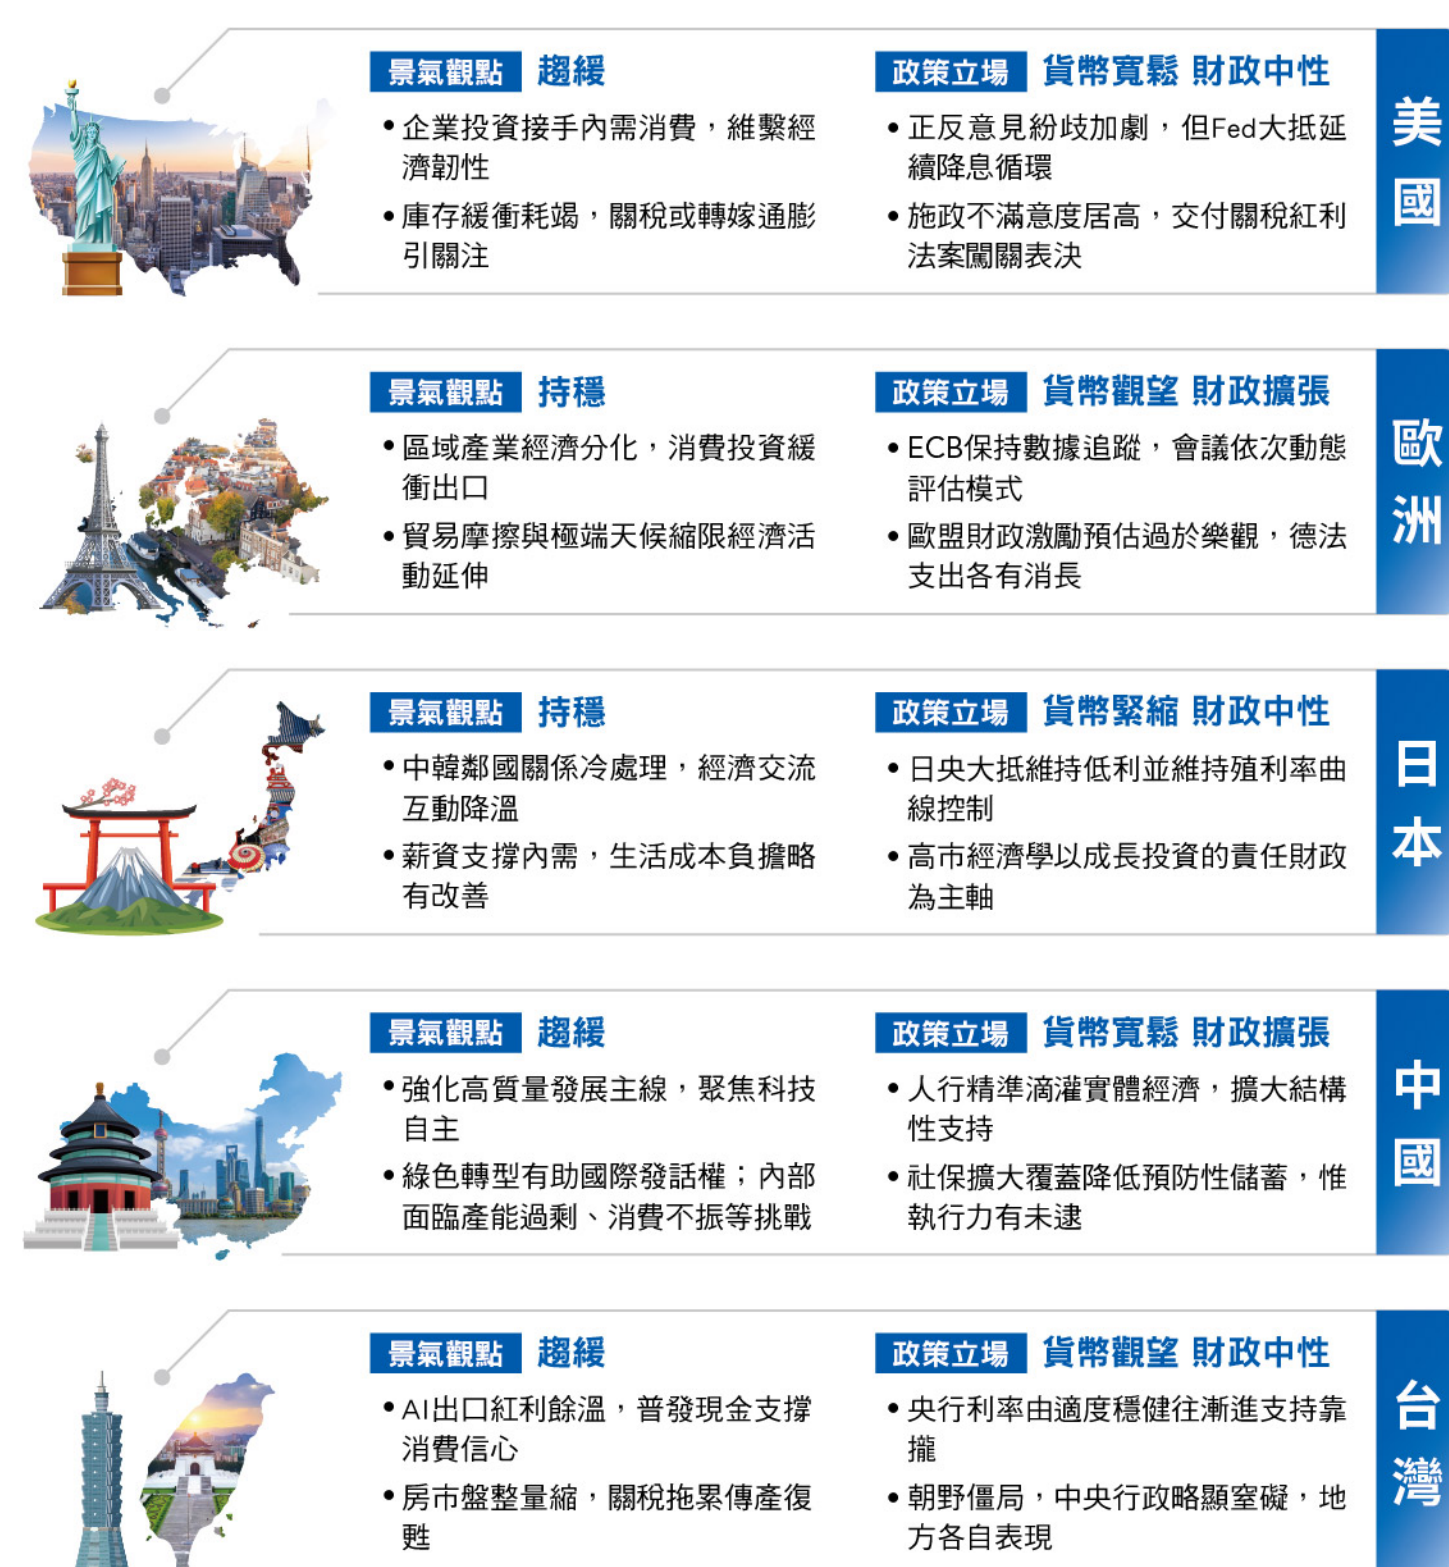 景氣觀點 趨緩
• 企業投資接手內需消費，維繫經
濟韌性
• 庫存緩衝耗竭，關稅或轉嫁通膨
引關注
政策立場 貨幣寬鬆 財政中性
• 正反意見紛歧加劇，但Fed大抵延
續降息循環
• 施政不滿意度居高，交付關稅紅利
法案闖關表決
美國
景氣觀點 持穩
• 區域產業經濟分化，消費投資緩
衝出口
• 貿易摩擦與極端天候縮限經濟活
動延伸
政策立場 貨幣觀望 財政擴張
• ECB保持數據追蹤，會議依次動態
評估模式
• 歐盟財政激勵預估過於樂觀，德法
支出各有消長
歐洲
景氣觀點 持穩
• 中韓鄰國關係冷處理，經濟交流
互動降溫
• 薪資支撐內需，生活成本負擔略
有改善
政策立場 貨幣緊縮 財政中性
• 日央大抵維持低利並維持殖利率曲
線控制
• 高市經濟學以成長投資的責任財政
為主軸
日本
景氣觀點 趨緩
• 強化高質量發展主線，聚焦科技
自主
• 綠色轉型有助國際發話權；內部
面臨產能過剩、消費不振等挑戰
政策立場 貨幣寬鬆 財政擴張
• 人行精準滴灌實體經濟，擴大結構
性支持
• 社保擴大覆蓋降低預防性儲蓄，惟
執行力有未逮
中國
景氣觀點 趨緩
• AI出口紅利餘溫，普發現金支撐
消費信心
• 房市盤整量縮，關稅拖累傳產復
甦
政策立場 貨幣觀望 財政中性
• 央行利率由適度穩健往漸進支持靠
攏
• 朝野僵局，中央行政略顯窒礙，地
方各自表現
台灣